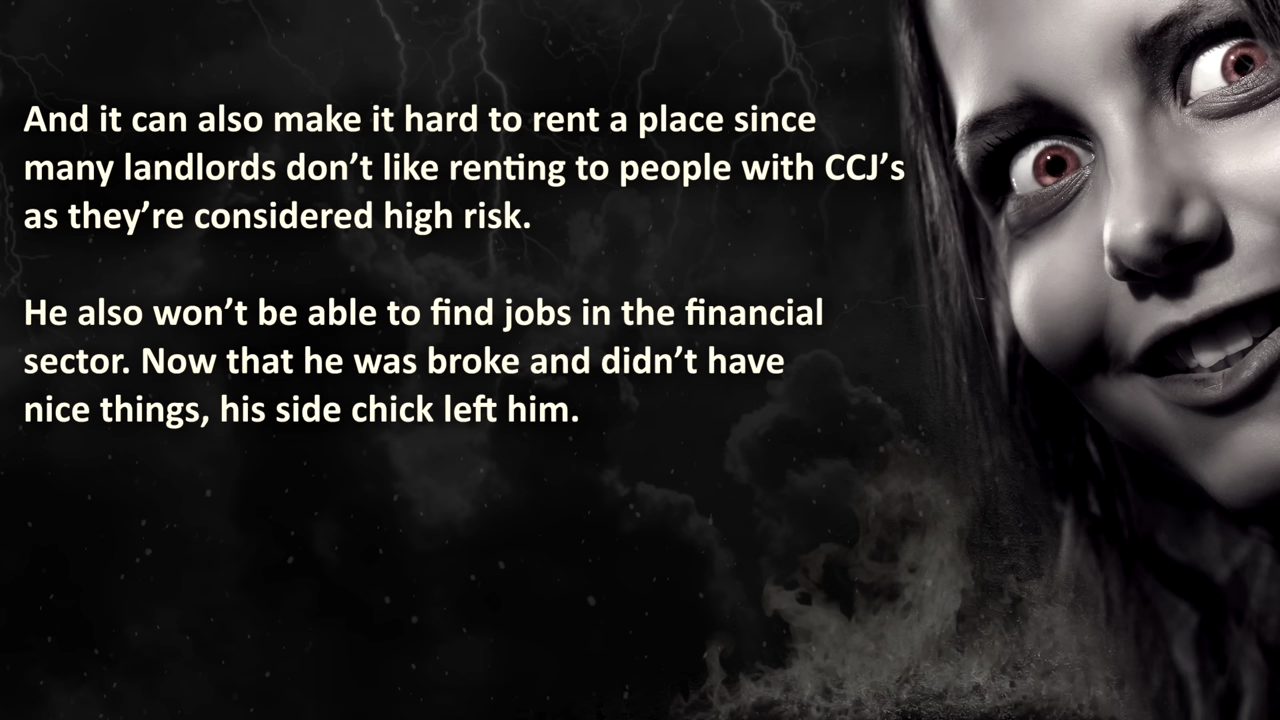 And it can also make it hard to rent a place since
many landlords don’t like renting to people with CCJ’s
as they’re considered high risk.
He also won’t be able to find jobs in the financial
sector. Now that he was broke and didn’t have
nice things, his side chick left him.